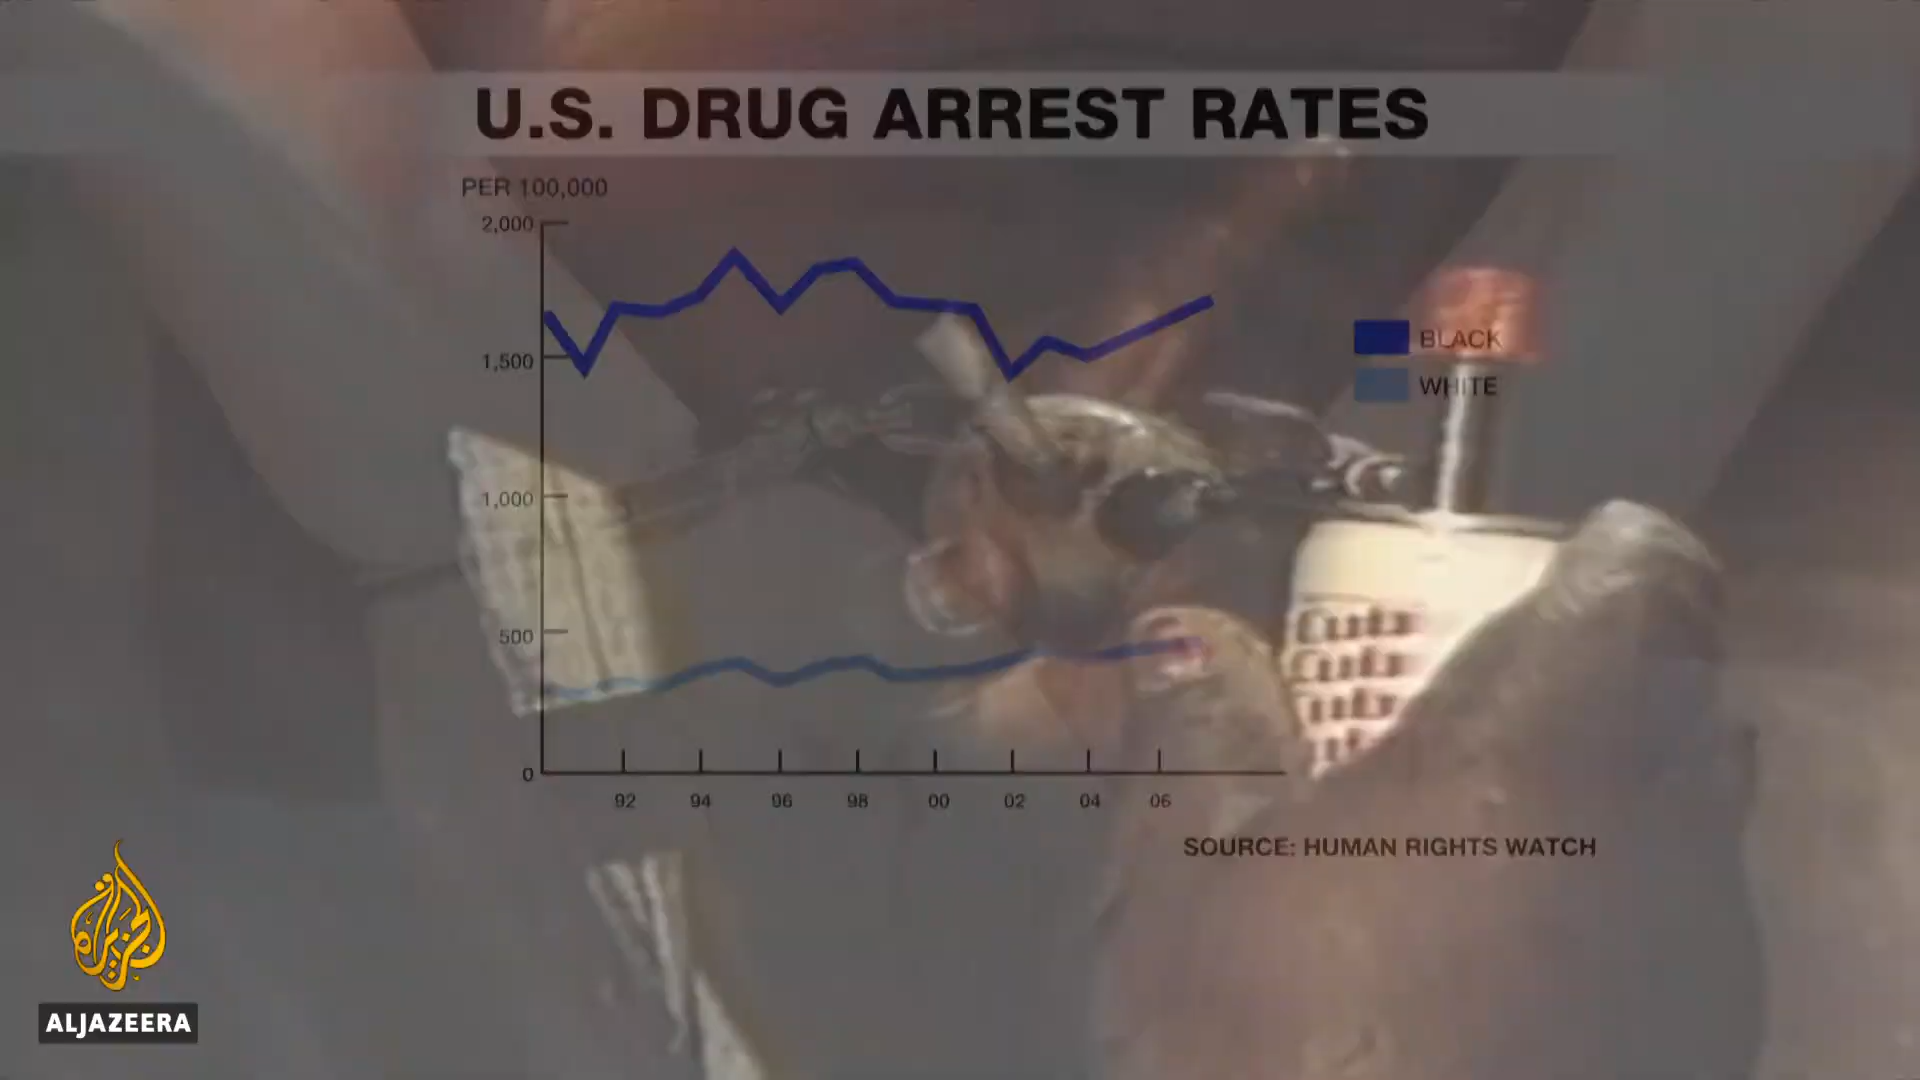 U.S. DRUG ARREST RATES
PER 100,000
2,000
1,500
1,000
500
0
92
94
96
98
00
02
04
06
BLACK
WHITE
SOURCE: HUMAN RIGHTS WATCH
الجزيرة
ALJAZEERA